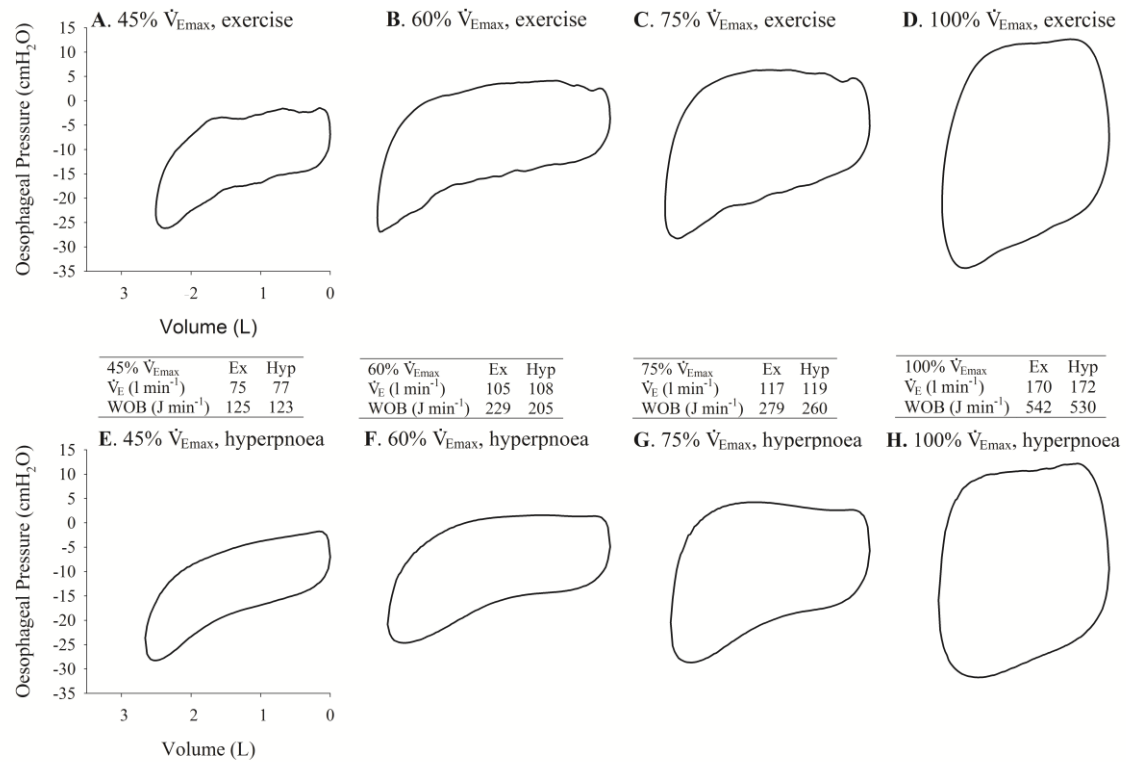 A. 45% V̇Emax, exercise
B. 60% V̇Emax, exercise
C. 75% V̇Emax, exercise
D. 100% V̇Emax, exercise
Oesophageal Pressure (cmH2O)
15
10
5
0
-5
-10
-15
-20
-25
-30
-35
3 2 1 0
Volume (L)
45% V̇Emax Ex Hyp
V̇E (l min-1) 75 77
WOB (J min-1) 125 123
60% V̇Emax Ex Hyp
V̇E (l min-1) 105 108
WOB (J min-1) 229 205
75% V̇Emax Ex Hyp
V̇E (l min-1) 117 119
WOB (J min-1) 279 260
100% V̇Emax Ex Hyp
V̇E (l min-1) 170 172
WOB (J min-1) 542 530
E. 45% V̇Emax, hyperpnoea
F. 60% V̇Emax, hyperpnoea
G. 75% V̇Emax, hyperpnoea
H. 100% V̇Emax, hyperpnoea
Oesophageal Pressure (cmH2O)
15
10
5
0
-5
-10
-15
-20
-25
-30
-35
3 2 1 0
Volume (L)